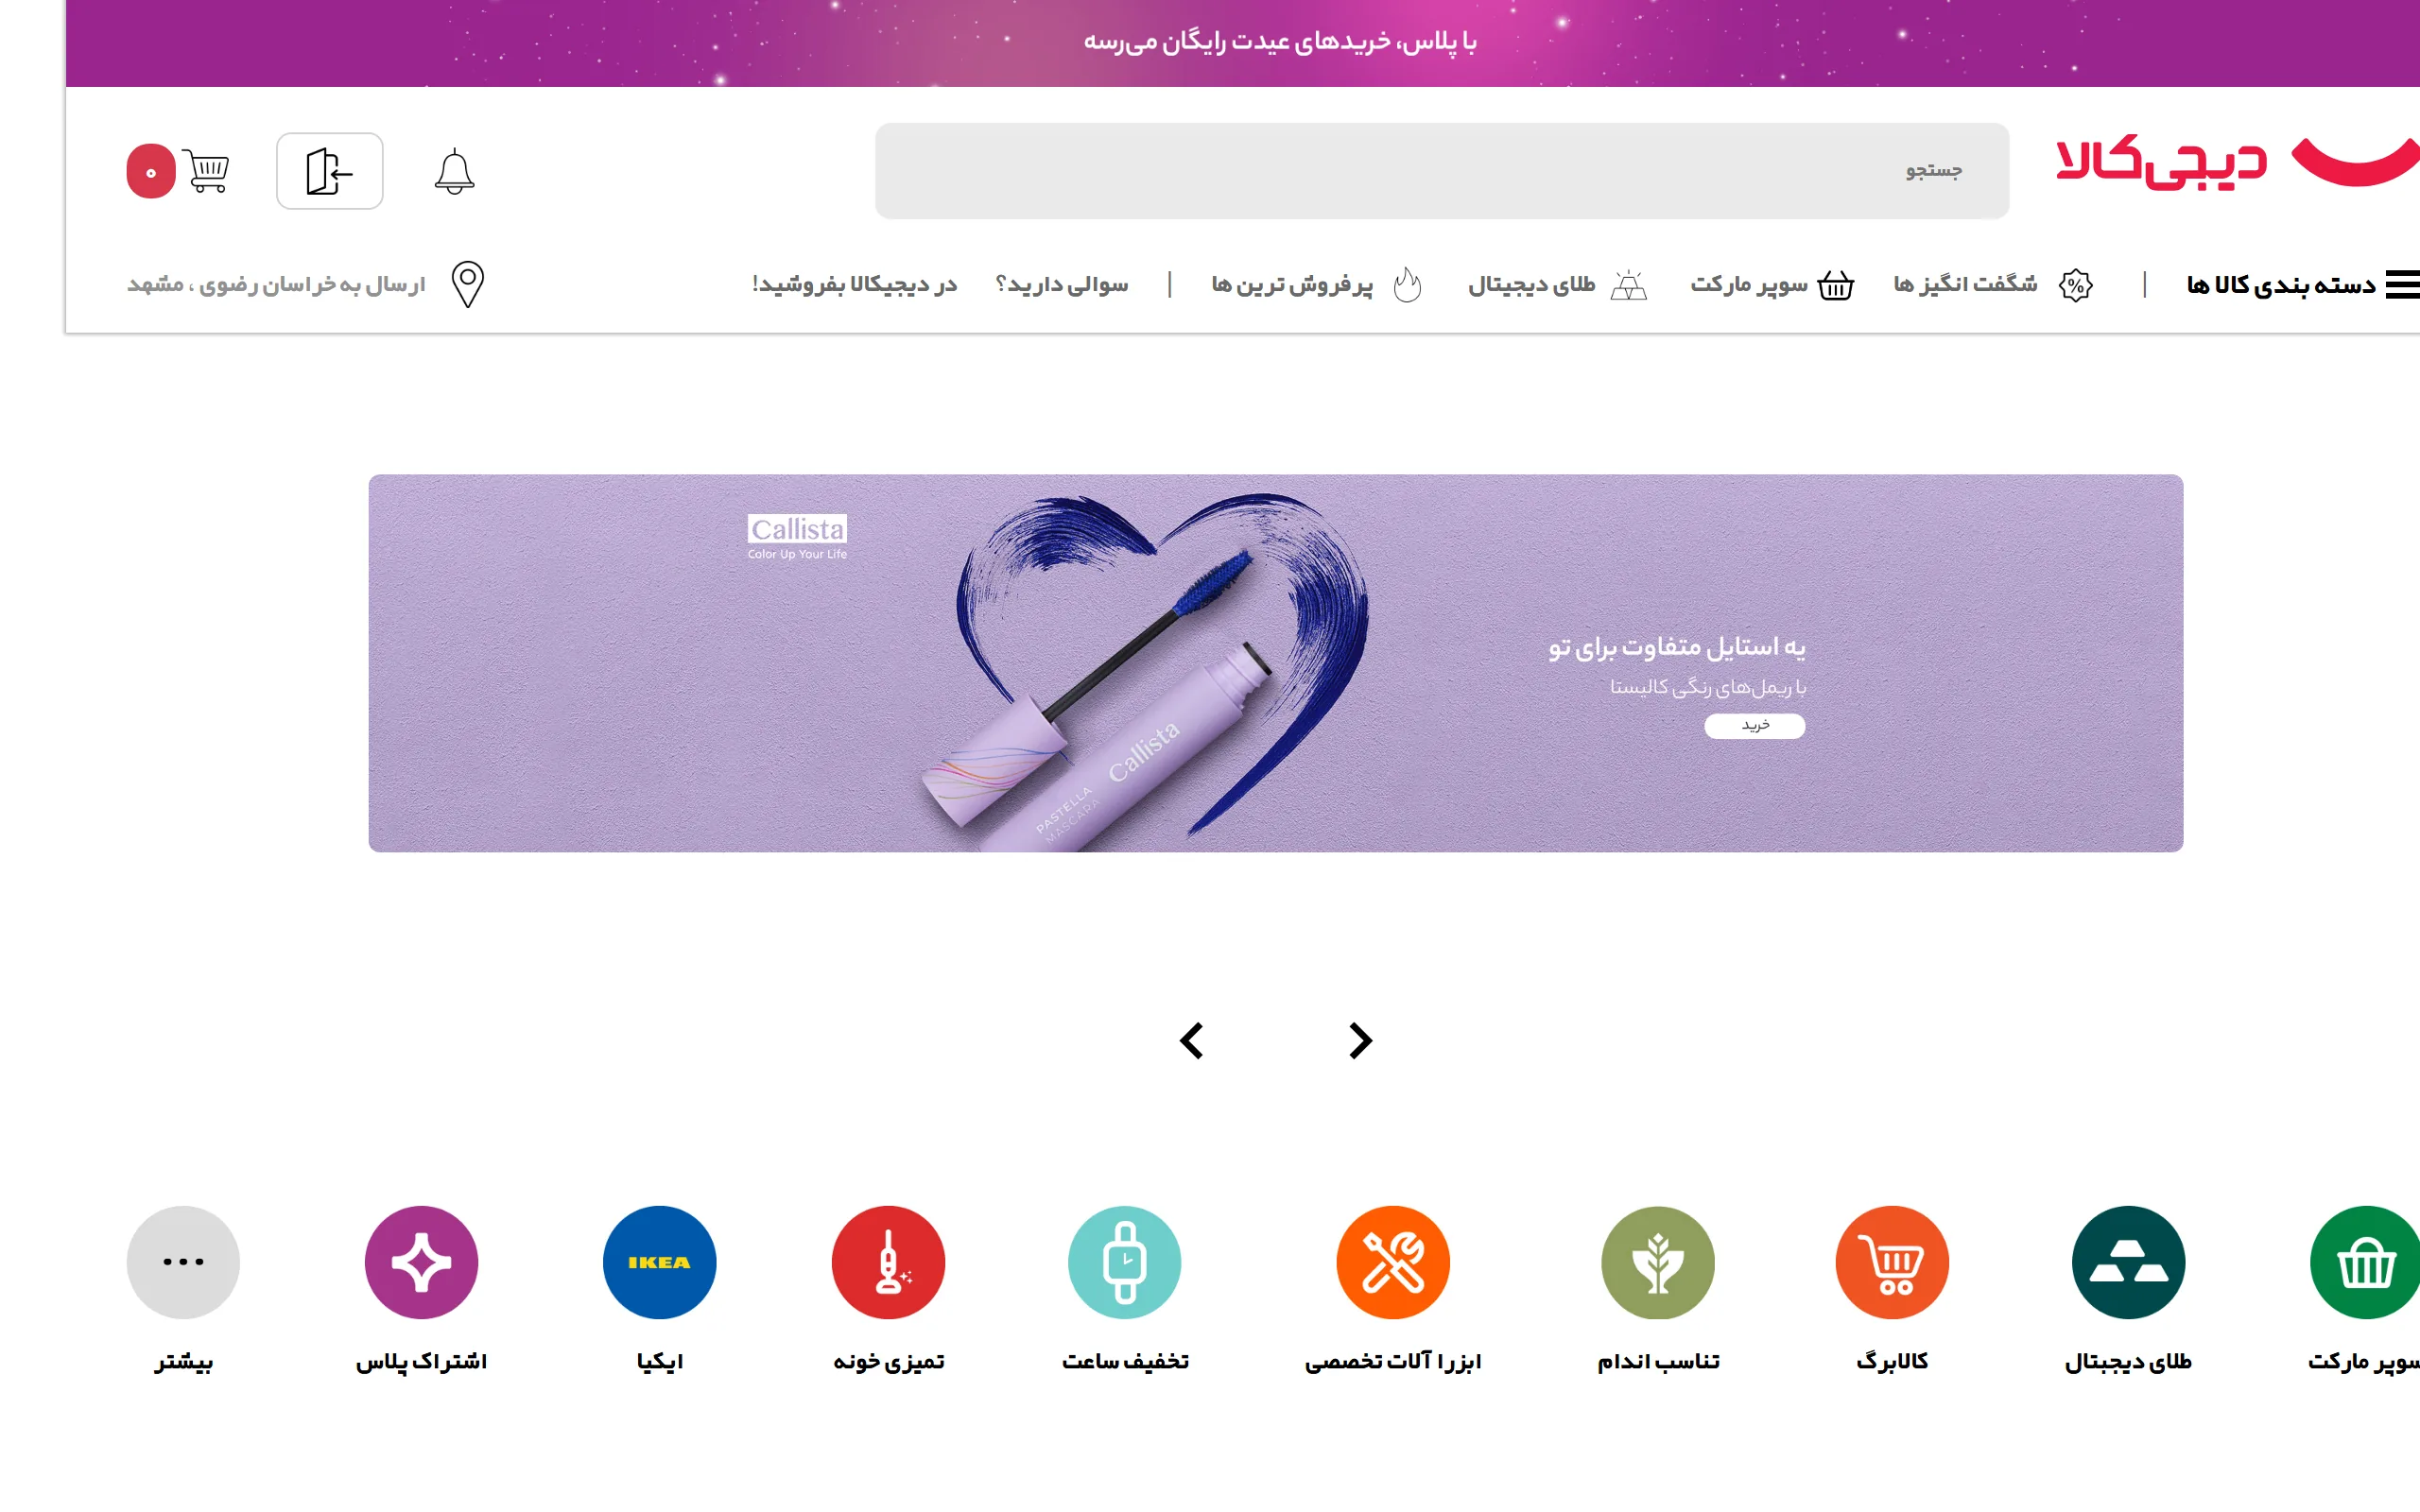 با پلاس، خریدهای عیدت رایگان می‌رسه
دیجی‌کالا
جستجو
۰
دسته بندی کالا ها | شگفت انگیز ها سوپر مارکت طلای دیجیتال پرفروش ترین ها | سوالی دارید؟ در دیجیکالا بفروشید!
ارسال به خراسان رضوی ، مشهد
Callista
Color Up Your Life
یه استایل متفاوت برای تو
با ریمل‌های رنگی کالیستا
خرید
Callista
PASTELLA
MASCARA
IKEA
سوپر مارکت
طلای دیجبتال
کالابرگ
تناسب اندام
ابزرا آلات تخصصی
تخفیف ساعت
تمیزی خونه
ایکیا
اشتراک پلاس
بیشتر